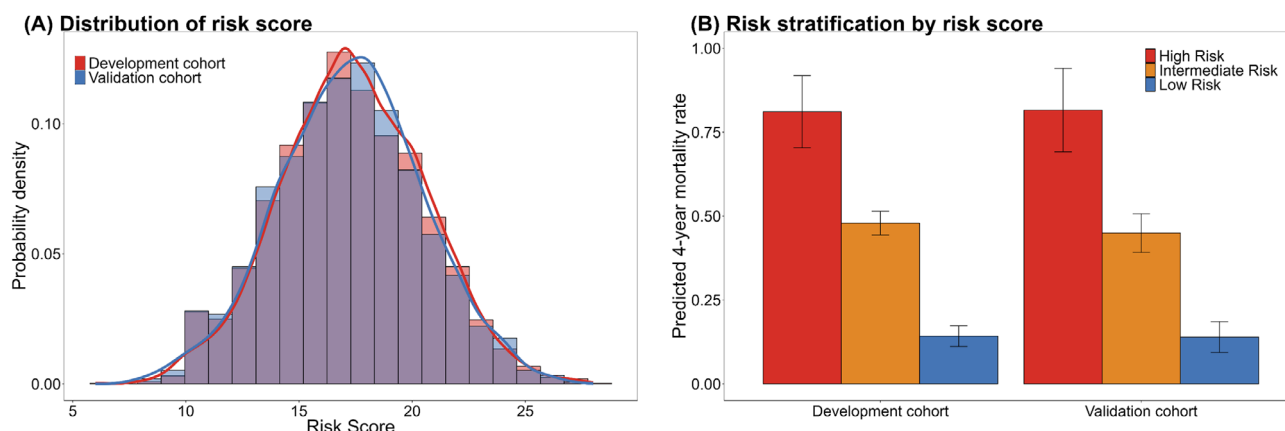 (A) Distribution of risk score
Development cohort
Validation cohort
Probability density
0.10
0.05
0.00
5
10
15
20
25
Risk Score
(B) Risk stratification by risk score
High Risk
Intermediate Risk
Low Risk
Predicted 4-year mortality rate
1.00
0.75
0.50
0.25
0.00
Development cohort
Validation cohort